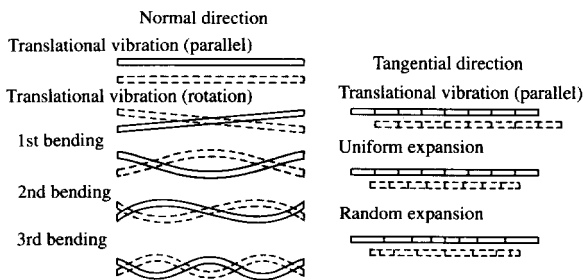 Normal direction
Translational vibration (parallel)
Translational vibration (rotation)
1st bending
2nd bending
3rd bending
Tangential direction
Translational vibration (parallel)
Uniform expansion
Random expansion